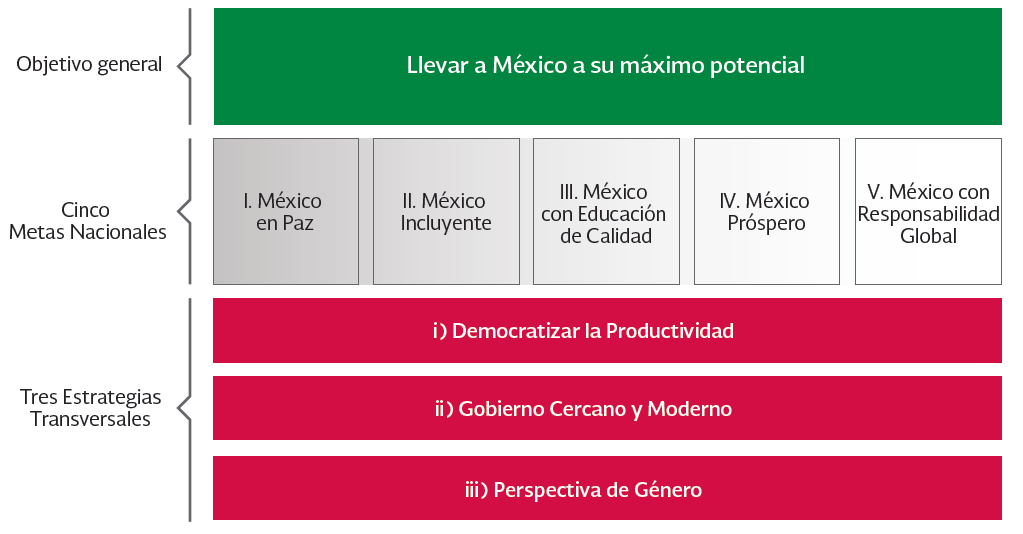 Objetivo general
Llevar a México a su máximo potencial
Cinco
Metas Nacionales
I. México
en Paz
II. México
Incluyente
III. México
con Educación
de Calidad
IV. México
Próspero
V. México con
Responsabilidad
Global
Tres Estrategias
Transversales
i) Democratizar la Productividad
ii) Gobierno Cercano y Moderno
iii) Perspectiva de Género